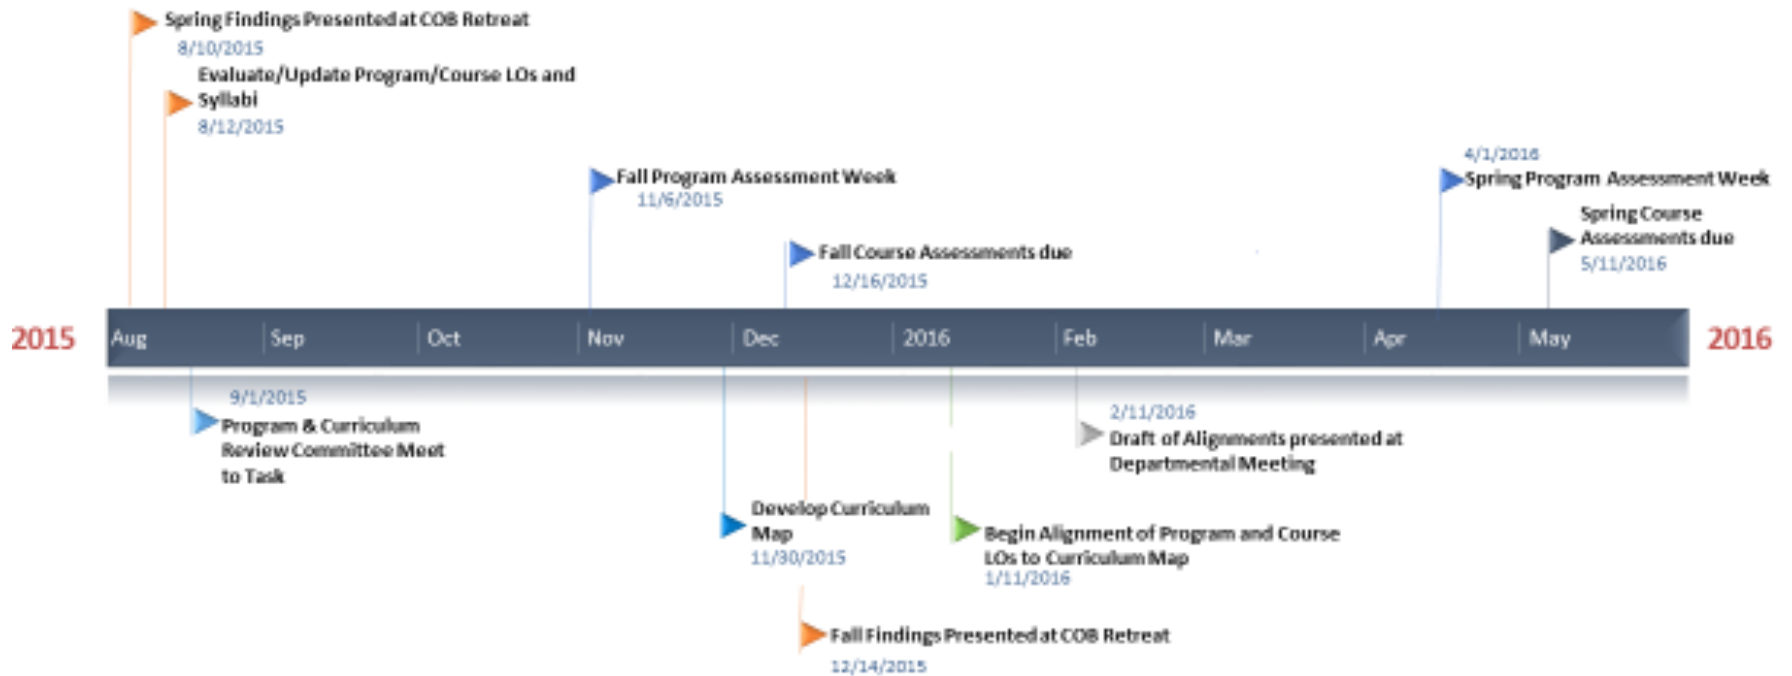 Spring Findings Presented at COB Retreat
8/10/2015
Evaluate/Update Program/Course LOs and
Syllabi
8/12/2015
Fall Program Assessment Week
11/6/2015
Fall Course Assessments due
12/16/2015
4/1/2016
Spring Program Assessment Week
Spring Course
Assessments due
5/11/2016
2015
Aug
Sep
Oct
Nov
Dec
2016
Feb
Mar
Apr
May
2016
9/1/2015
Program & Curriculum
Review Committee Meet
to Task
2/11/2016
Draft of Alignments presented at
Departmental Meeting
Develop Curriculum
Map
11/30/2015
Begin Alignment of Program and Course
LOs to Curriculum Map
1/11/2016
Fall Findings Presented at COB Retreat
12/14/2015